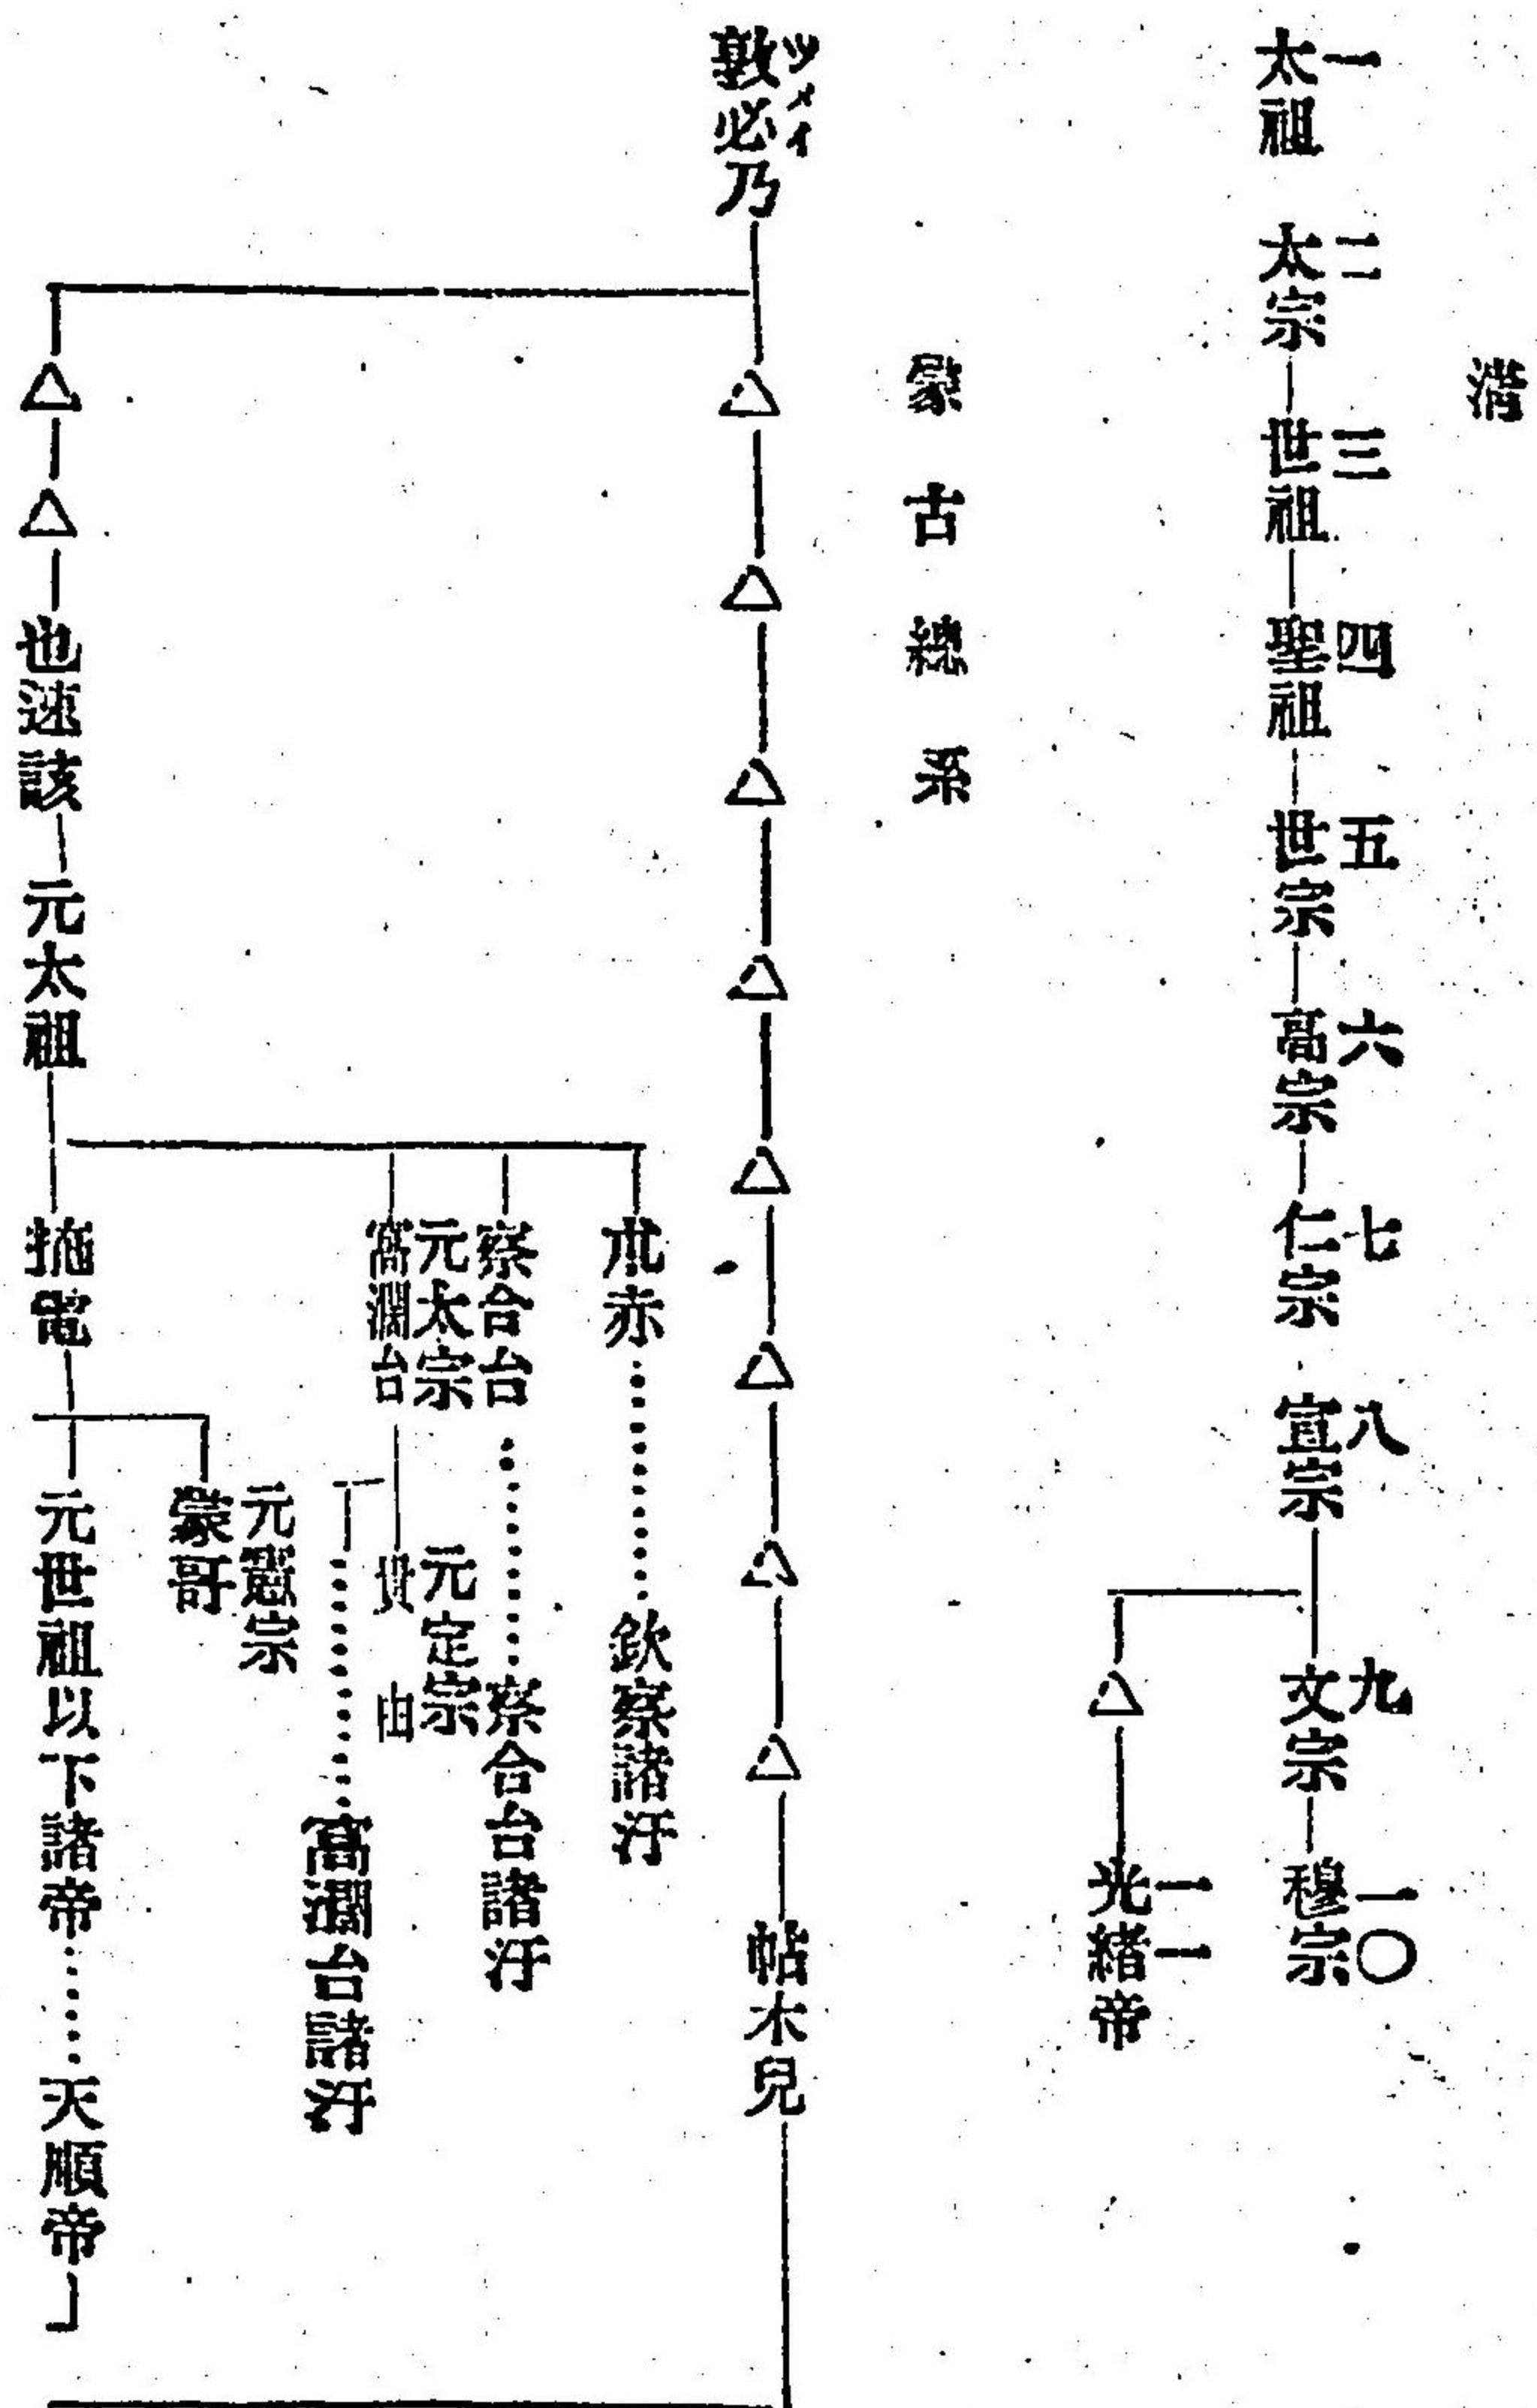 清
一 二 三 四 五 六 七 八 九 一〇
太祖 太宗 世祖 聖祖 世宗 高宗 仁宗 宣宗 文宗 穆宗
一一
光緒帝
蒙古總系
ツメイ
敦必乃 △ △ △ △ △ △ △ △ 帖木兒
朮赤………欽察諸汗
察合台………察合台諸汗
元太宗 元定宗
窩濶台 貴由
………窩濶台諸汗
元憲宗
蒙哥
△ △ 也速該 元太祖 拖雷 元世祖以下諸帝……天順帝